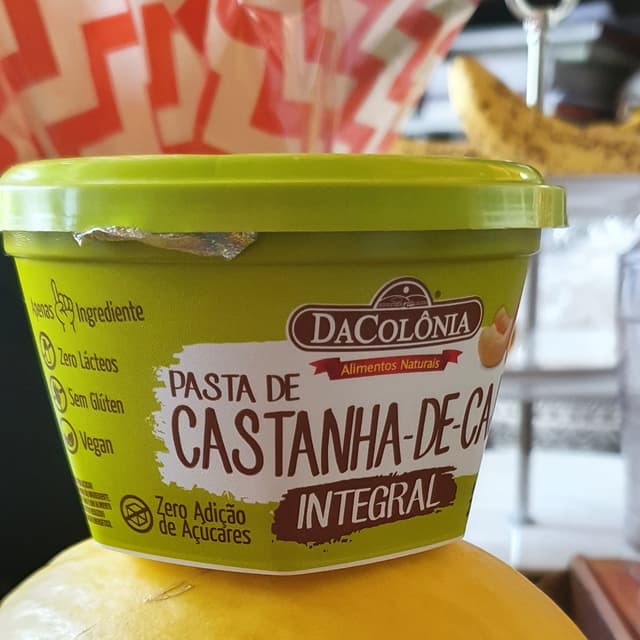 Apenas Ingrediente
Zero Lácteos
Sem Glúten
Vegan
Zero Adição
de Açucares
DACOLÔNIA
Alimentos Naturais
PASTA DE
CASTANHA-DE-CA
INTEGRAL